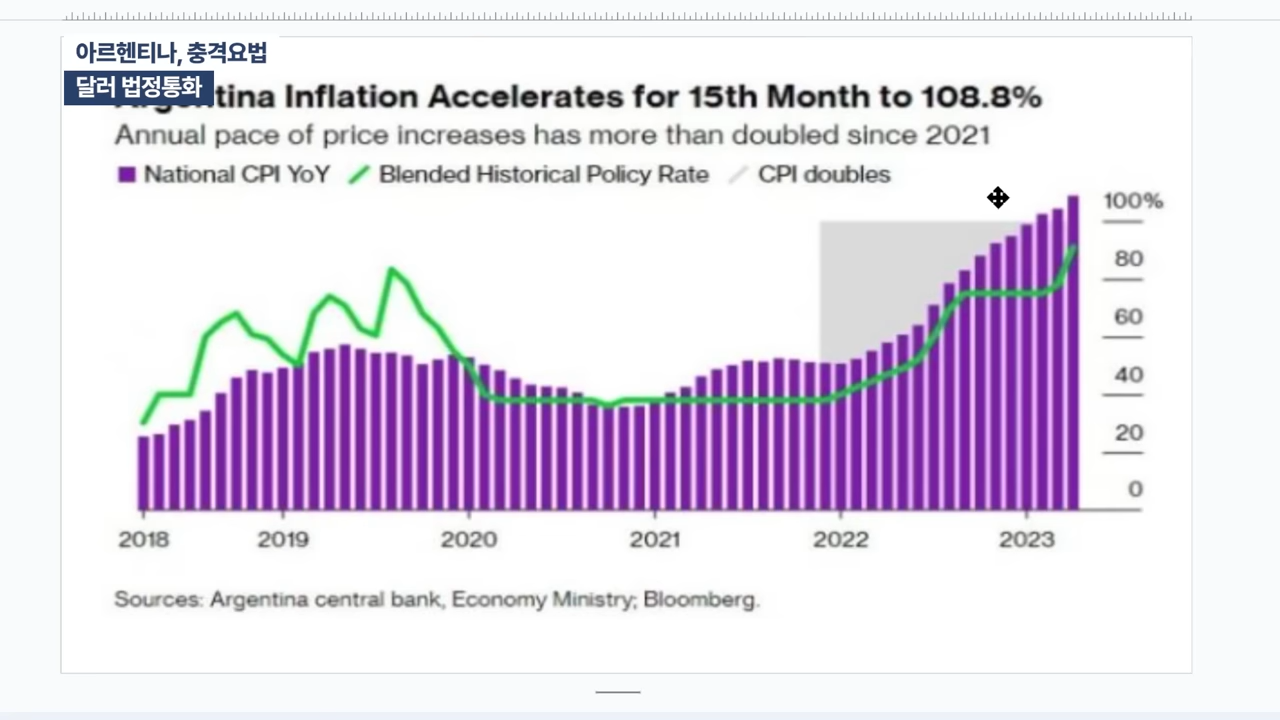 아르헨티나, 충격요법
달러 법정통화
tina Inflation Accelerates for 15th Month to 108.8%
Annual pace of price increases has more than doubled since 2021
National CPI YoY Blended Historical Policy Rate CPI doubles
100%
80
60
40
20
0
2018 2019 2020 2021 2022 2023
Sources: Argentina central bank, Economy Ministry; Bloomberg.